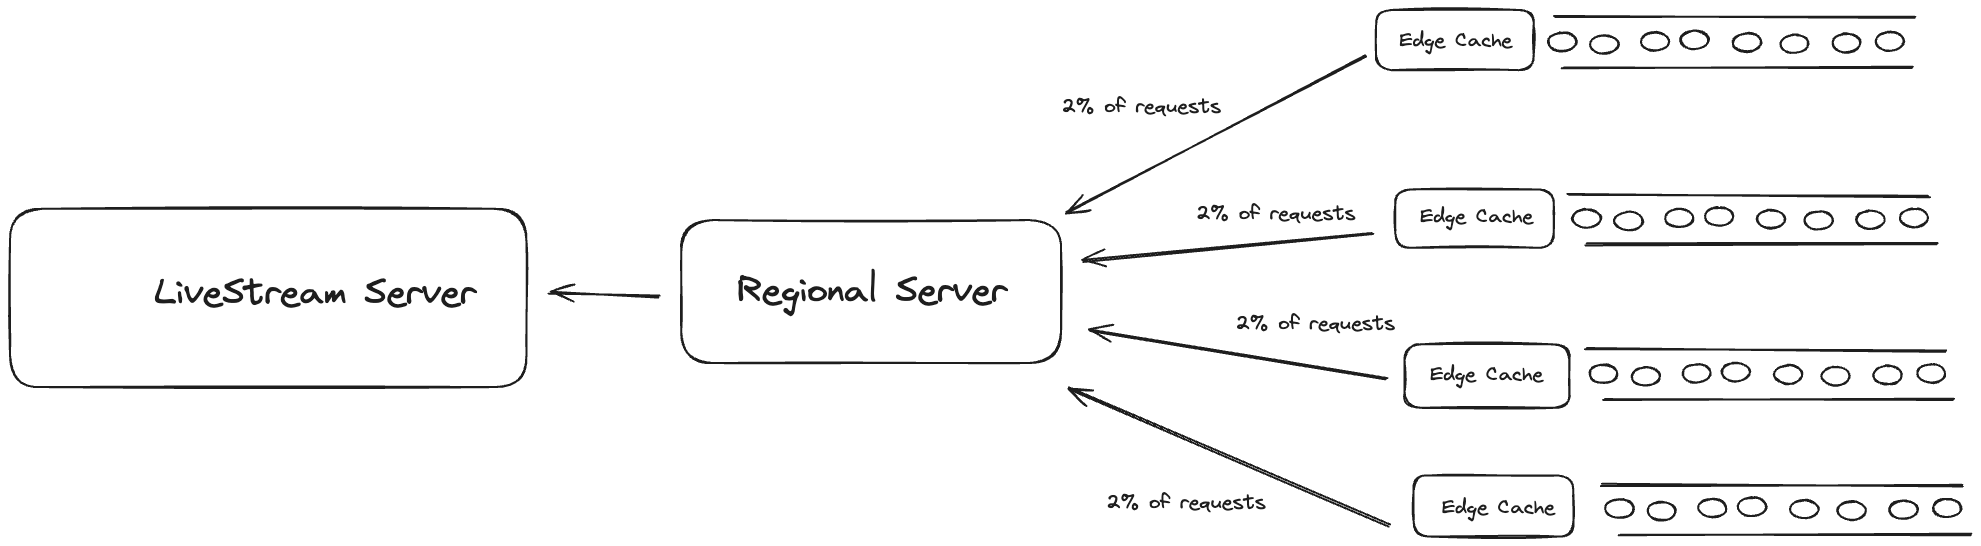 Edge Cache
2% of requests
2% of requests
Edge Cache
LiveStream Server
Regional Server
2% of requests
Edge Cache
2% of requests
Edge Cache